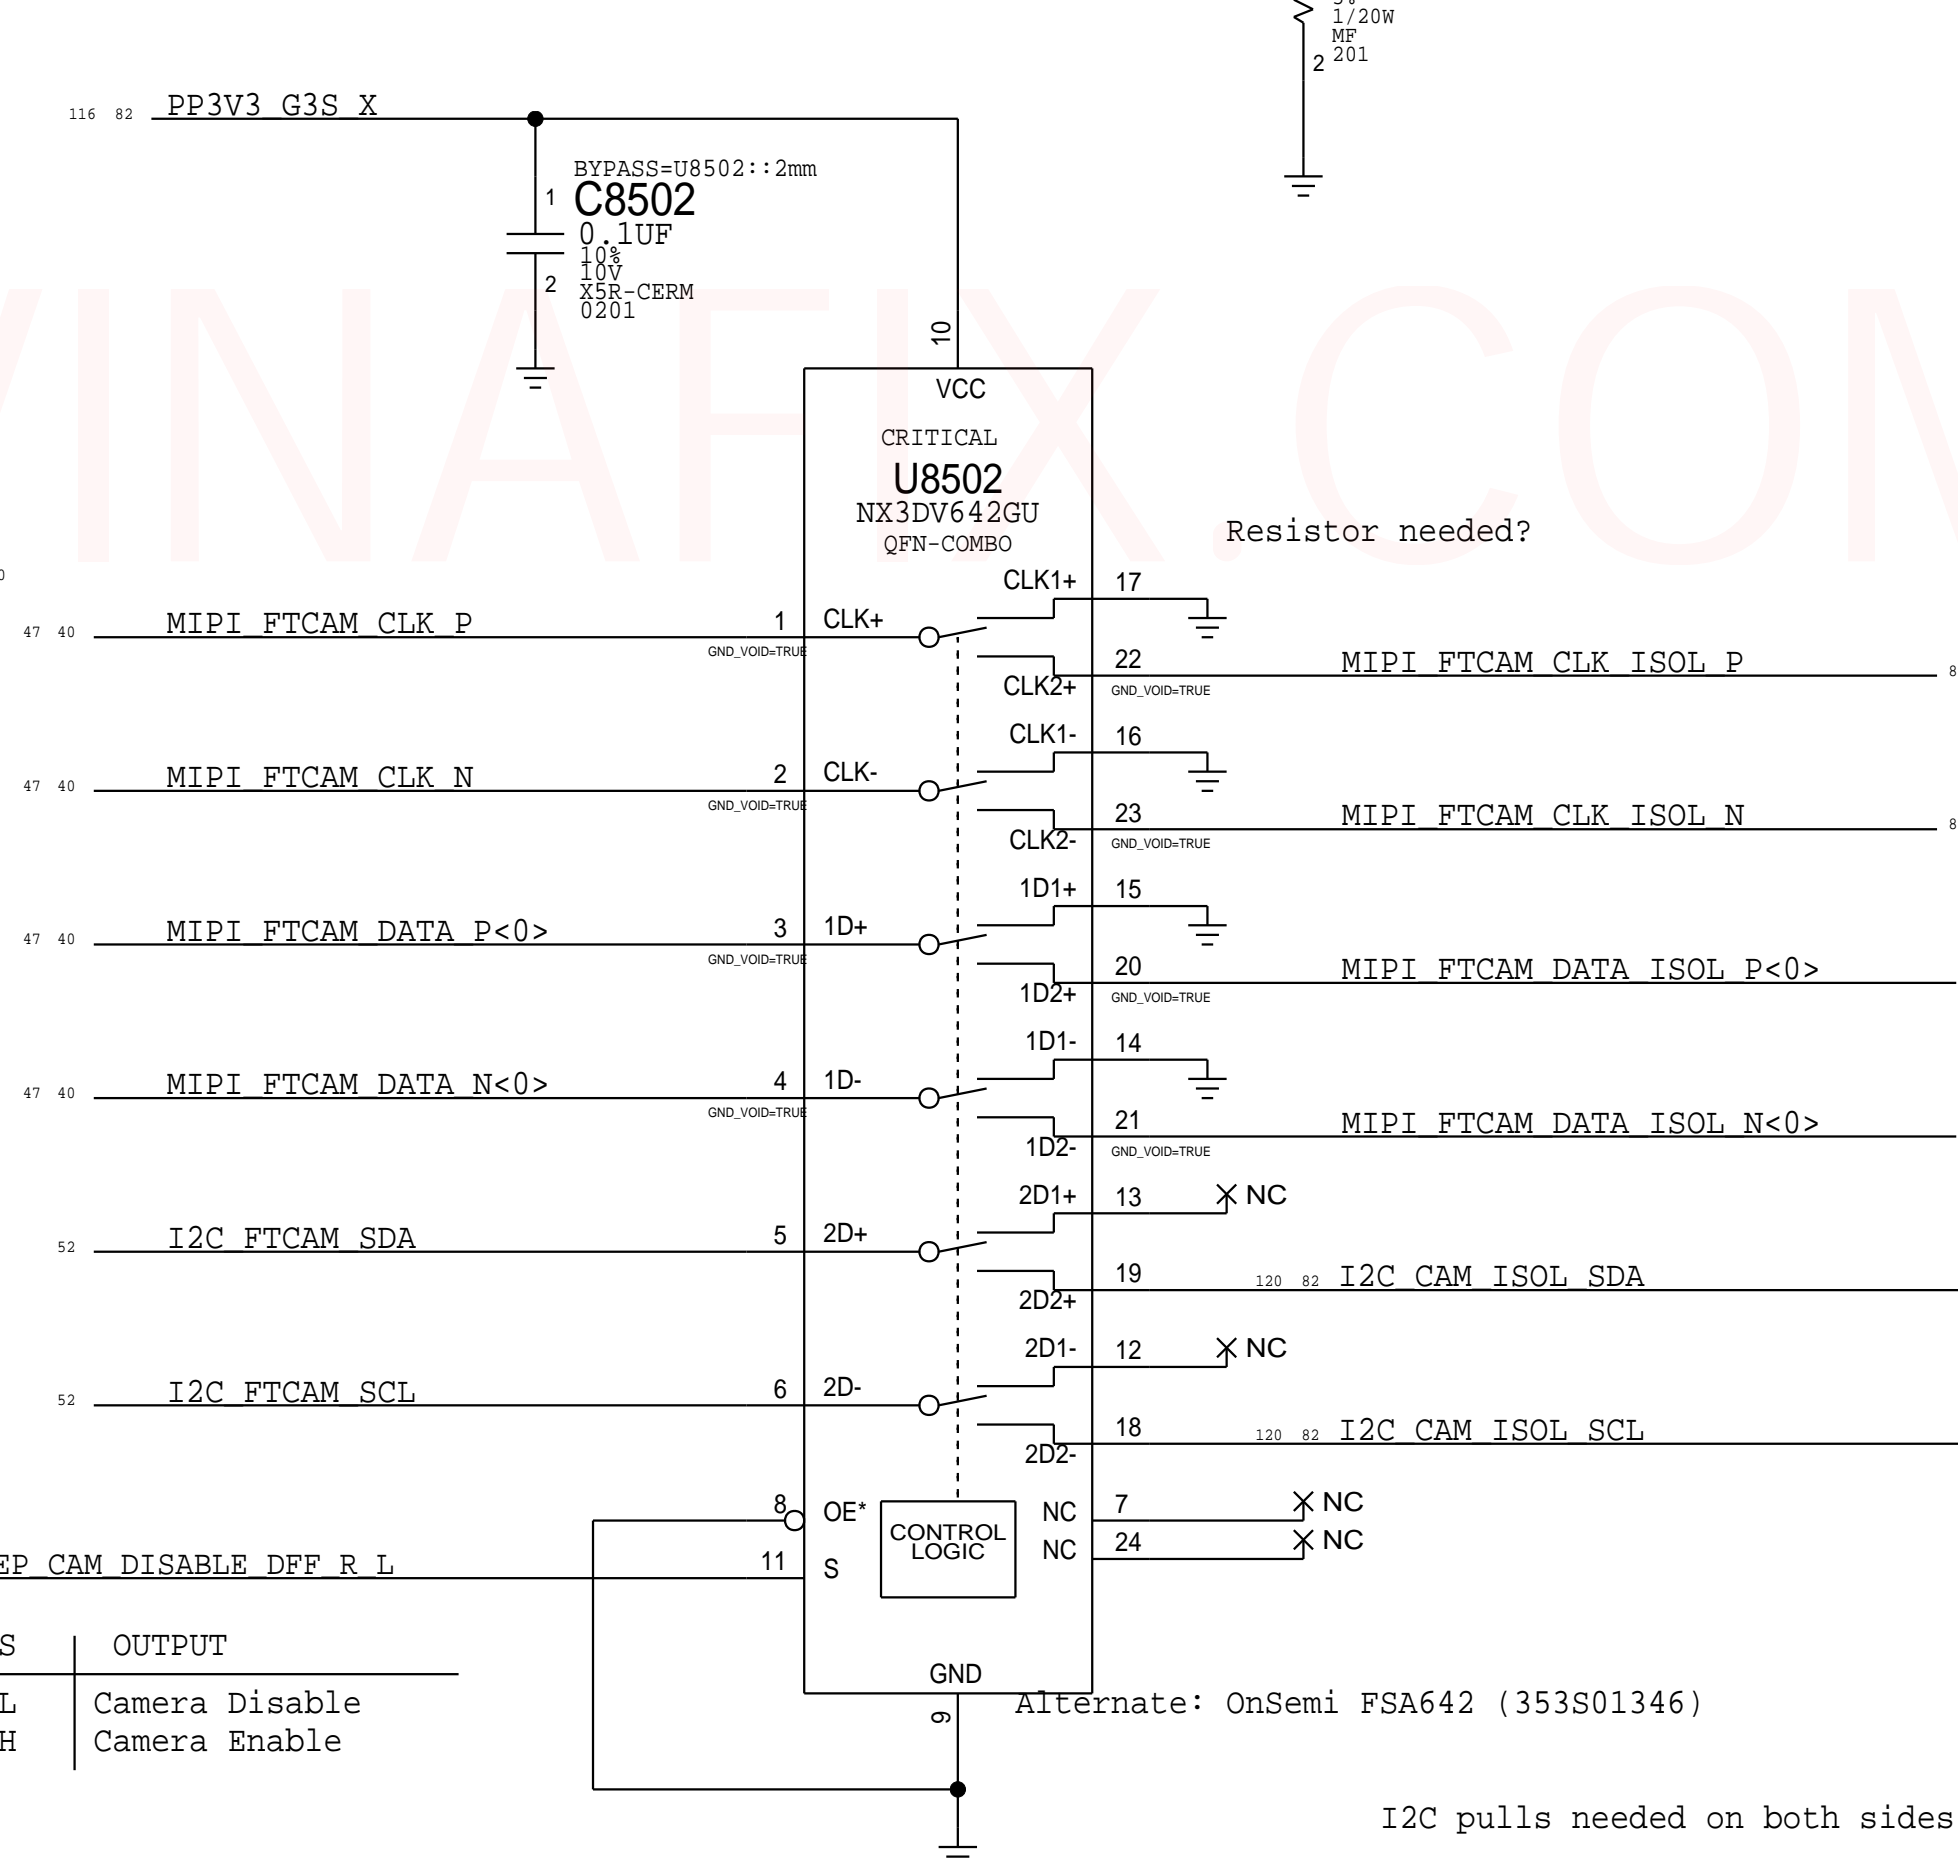 1/20W
MF
201
2
116 82 PP3V3_G3S_X
BYPASS=U8502::2mm
1 C8502
0.1UF
10%
10V
2 X5R-CERM
0201
10
VCC
CRITICAL
U8502
NX3DV642GU
QFN-COMBO
VINAFIX.COM
Resistor needed?
CLK1+ 17
47 40 MIPI_FTCAM_CLK_P 1 CLK+
GND_VOID=TRUE
22 MIPI_FTCAM_CLK_ISOL_P 8
CLK2+ GND_VOID=TRUE
CLK1- 16
47 40 MIPI_FTCAM_CLK_N 2 CLK-
GND_VOID=TRUE
23 MIPI_FTCAM_CLK_ISOL_N 8
CLK2- GND_VOID=TRUE
1D1+ 15
47 40 MIPI_FTCAM_DATA_P<0> 3 1D+
GND_VOID=TRUE
20 MIPI_FTCAM_DATA_ISOL_P<0>
1D2+ GND_VOID=TRUE
1D1- 14
47 40 MIPI_FTCAM_DATA_N<0> 4 1D-
GND_VOID=TRUE
21 MIPI_FTCAM_DATA_ISOL_N<0>
1D2- GND_VOID=TRUE
2D1+ 13 NC
52 I2C_FTCAM_SDA 5 2D+
19 120 82 I2C_CAM_ISOL_SDA
2D2+
2D1- 12 NC
52 I2C_FTCAM_SCL 6 2D-
18 120 82 I2C_CAM_ISOL_SCL
2D2-
8 OE* NC 7 NC
CONTROL
LOGIC
NC 24 NC
EP_CAM_DISABLE_DFF_R_L 11 S
S OUTPUT
L Camera Disable
H Camera Enable
GND
9
Alternate: OnSemi FSA642 (353S01346)
I2C pulls needed on both sides